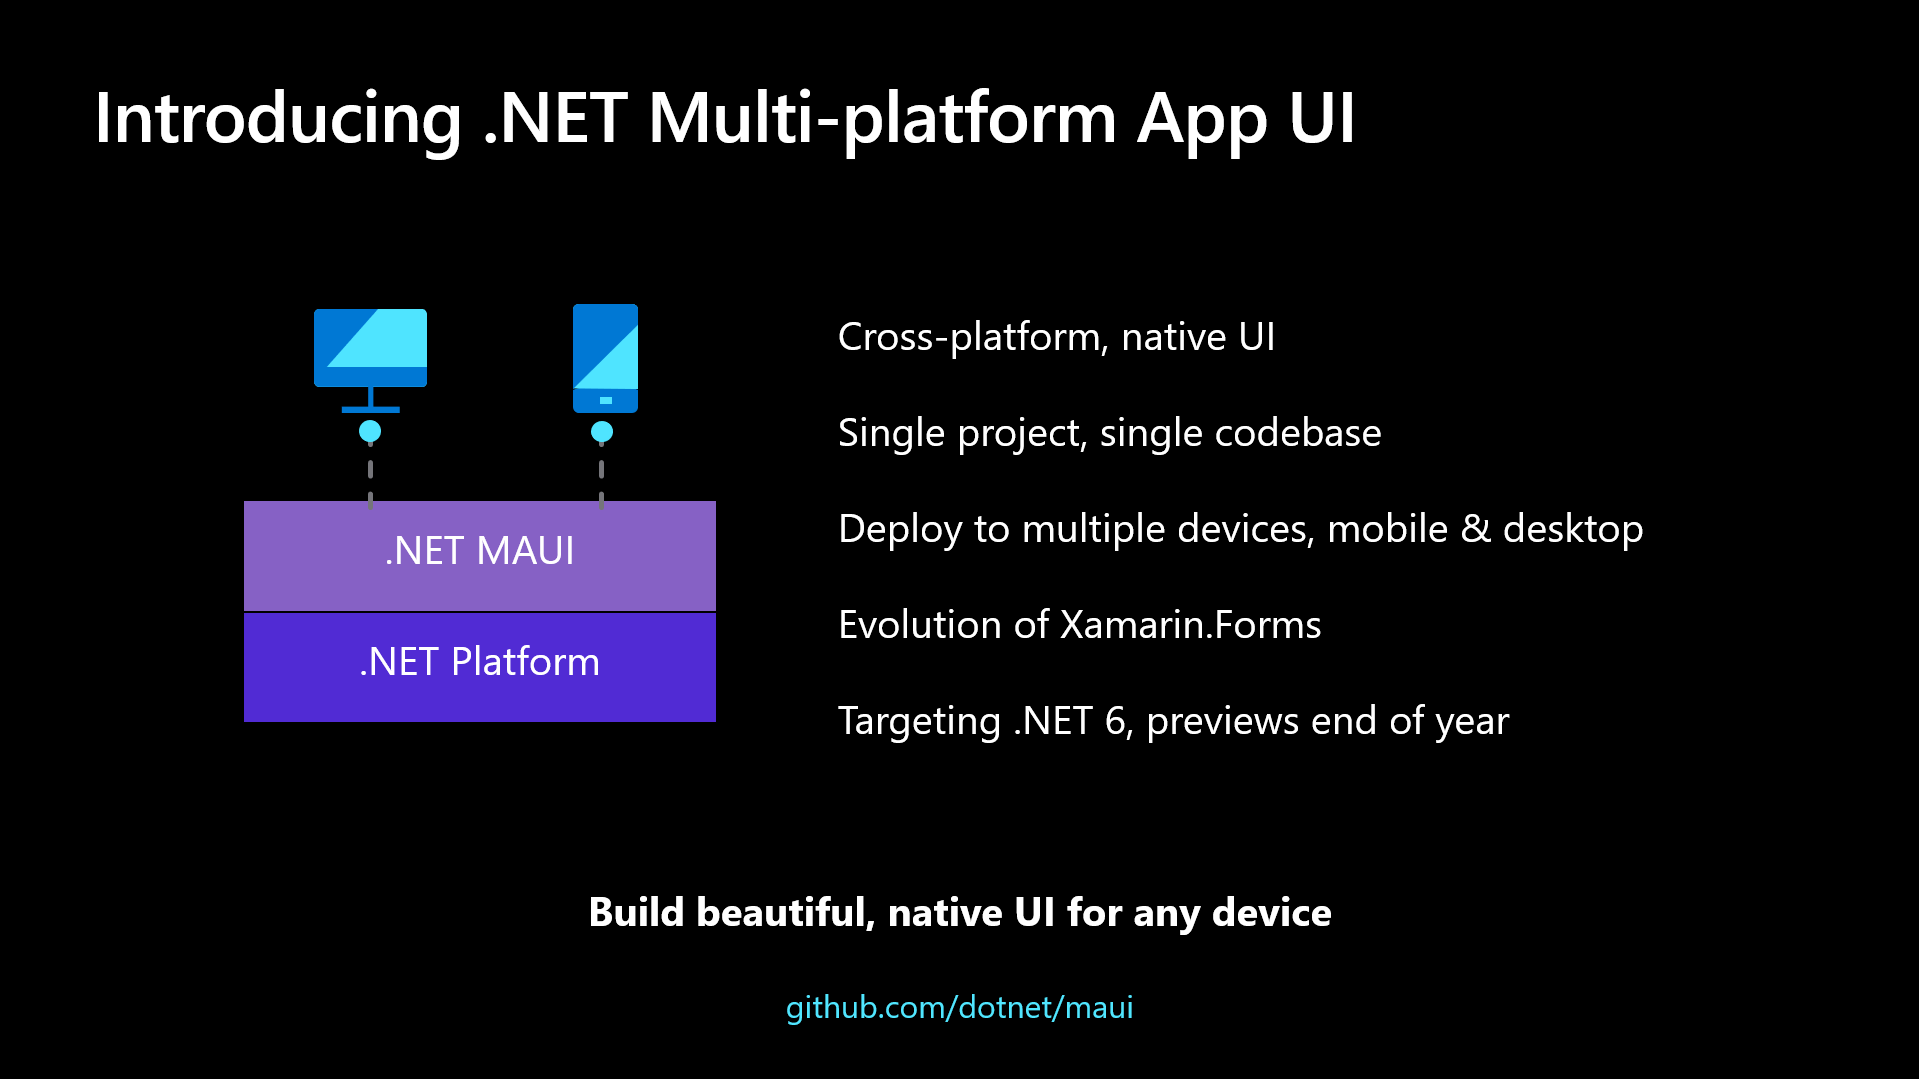 Introducing .NET Multi-platform App UI
.NET MAUI
.NET Platform
Cross-platform, native UI
Single project, single codebase
Deploy to multiple devices, mobile & desktop
Evolution of Xamarin.Forms
Targeting .NET 6, previews end of year
Build beautiful, native UI for any device
github.com/dotnet/maui